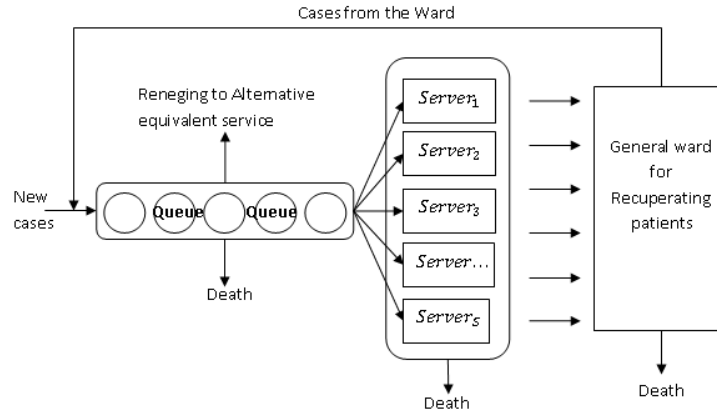 Cases from the Ward
Reneging to Alternative
equivalent service
New
cases
Queue
Queue
Death
Server1
Server2
Server3
Server...
ServerS
Death
General ward
for
Recuperating
patients
Death